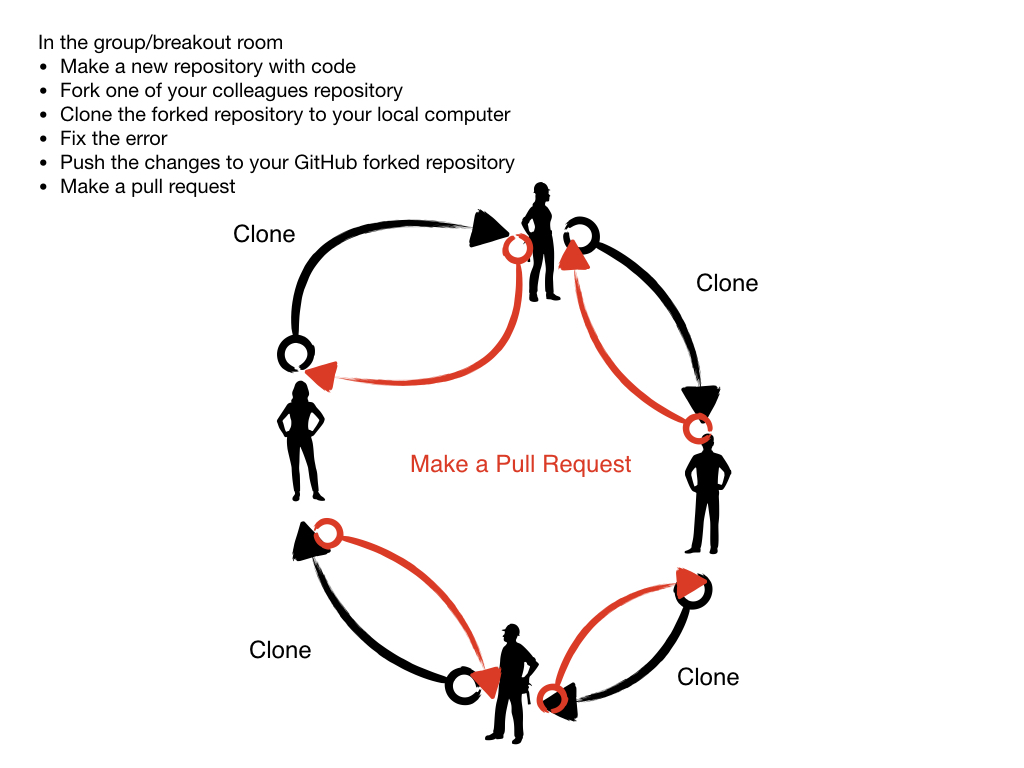 In the group/breakout room
• Make a new repository with code
• Fork one of your colleagues repository
• Clone the forked repository to your local computer
• Fix the error
• Push the changes to your GitHub forked repository
• Make a pull request
Clone
Clone
Make a Pull Request
Clone
Clone